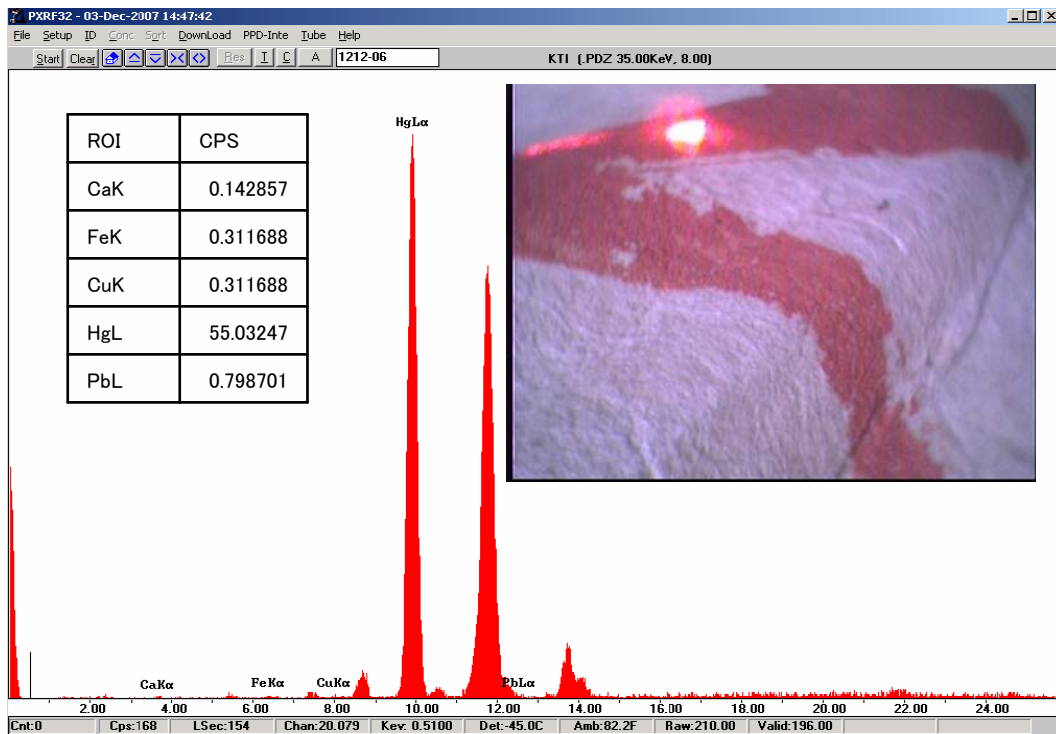 PXRF32 - 03-Dec-2007 14:47:42
File Setup ID Conc Sort DownLoad PPD-Inte Tube Help
Start Clear Res I C A 1212-06 KTI (.PDZ 35.00KeV, 8.00)
HgLα
ROI CPS
CaK 0.142857
FeK 0.311688
CuK 0.311688
HgL 55.03247
PbL 0.798701
CaKα FeKα CuKα PbLα
2.00 4.00 6.00 8.00 10.00 12.00 14.00 16.00 18.00 20.00 22.00 24.00
Cnt:0 Cps:168 LSec:154 Chan:20.079 Kev: 0.5100 Det:-45.0C Amb:82.2F Raw:210.00 Valid:196.00